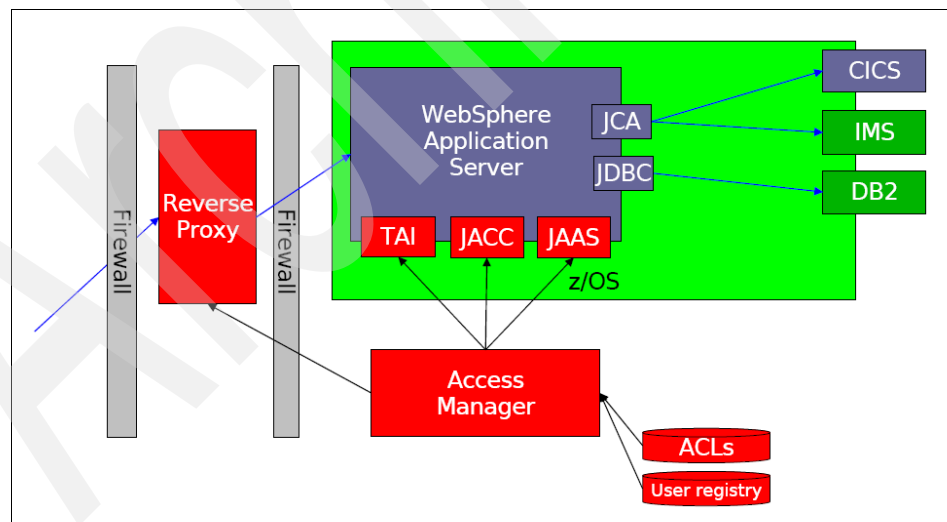 Firewall
Reverse
Proxy
Firewall
WebSphere
Application
Server
JCA
JDBC
TAI
JACC
JAAS
z/OS
CICS
IMS
DB2
Access
Manager
ACLs
User registry